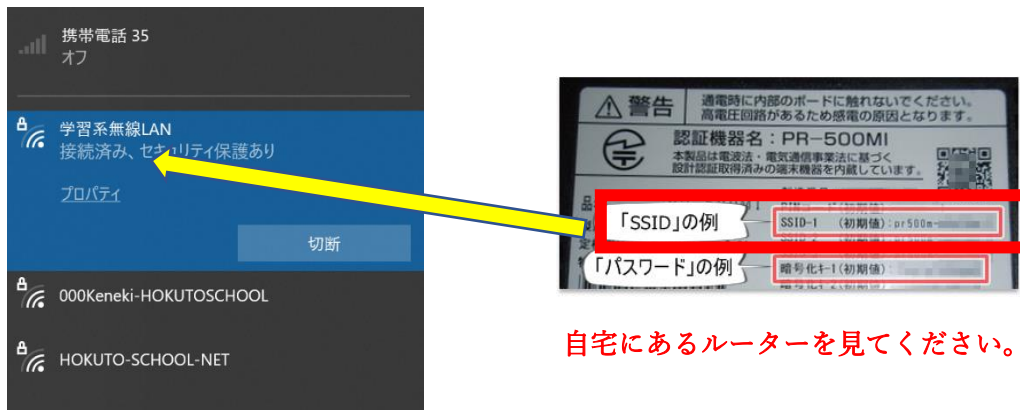 携帯電話 35
オフ
学習系無線LAN
接続済み、セキュリティ保護あり
プロパティ
切断
000Keneki-HOKUTOSCHOOL
HOKUTO-SCHOOL-NET
警告
通電時に内部のボードに触れないでください。
高電圧回路があるため感電の原因となります。
認証機器名：PR-500MI
本製品は電波法・電気通信事業法に基づく
設計認証取得済みの端末機器を内蔵しています。
「SSID」の例
SSID-1 (初期値):pr500m-
「パスワード」の例
暗号化キ-1(初期値):
自宅にあるルーターを見てください。